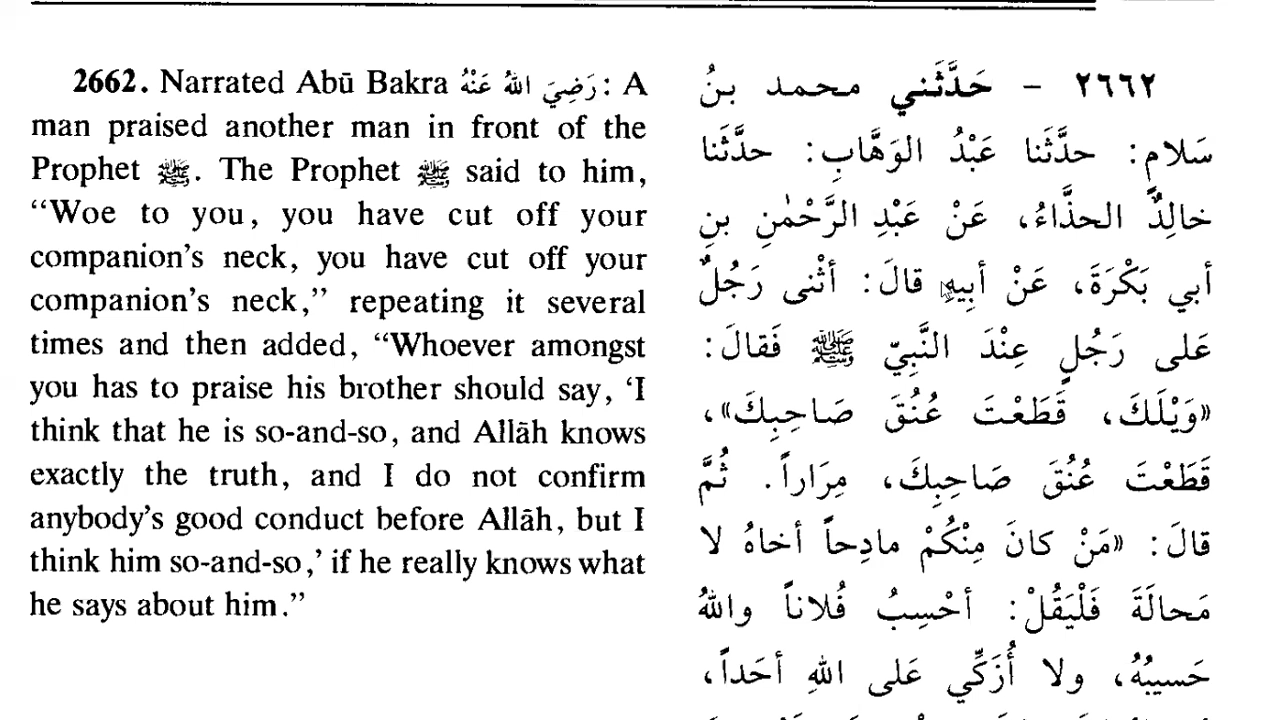 2662. Narrated Abū Bakra رَضِيَ اللهُ عَنْهُ: A
man praised another man in front of the
Prophet ﷺ. The Prophet ﷺ said to him,
“Woe to you, you have cut off your
companion’s neck, you have cut off your
companion’s neck,” repeating it several
times and then added, “Whoever amongst
you has to praise his brother should say, ‘I
think that he is so-and-so, and Allāh knows
exactly the truth, and I do not confirm
anybody’s good conduct before Allāh, but I
think him so-and-so,’ if he really knows what
he says about him.”
٢٦٦٢ - حَدَّثَني محمد بنُ
سَلامٍ: حدَّثَنا عَبْدُ الوَهَّابِ: حدَّثَنا
خالِدٌ الحذَّاءُ، عَنْ عَبْدِ الرَّحْمٰنِ بنِ
أبي بَكْرَةَ، عَنْ أبِيهِ قالَ: أثْنى رَجُلٌ
عَلى رَجُلٍ عِنْدَ النَّبِيِّ ﷺ فَقالَ:
«وَيْلَكَ، قَطَعْتَ عُنُقَ صَاحِبِكَ»،
قَطَعْتَ عُنُقَ صَاحِبِكَ، مِرَاراً. ثُمَّ
قالَ: «مَنْ كانَ مِنْكُمْ مادِحاً أخاهُ لا
مَحالَةَ فَلْيَقُلْ: أحْسِبُ فُلاناً واللهُ
حَسيبُهُ، ولا أُزَكِّي عَلى اللهِ أحَداً،